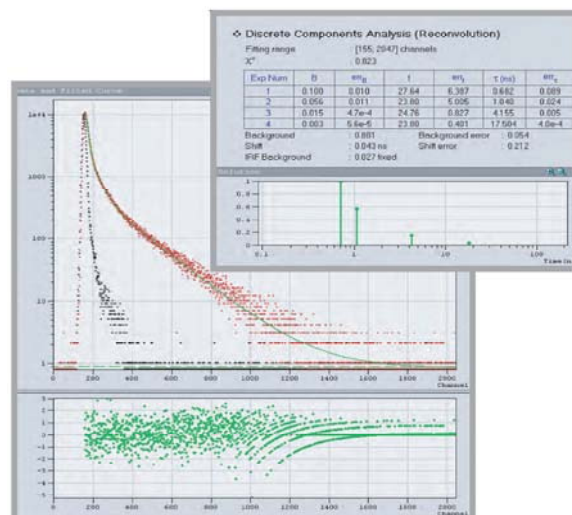 Discrete Components Analysis (Reconvolution)
Fitting range : [155; 2047] channels
X² : 0.823
Exp Num B err_B f err_f τ (ns) err_τ
1 0.100 0.010 27.64 6.387 0.682 0.089
2 0.056 0.011 23.80 5.005 1.040 0.024
3 0.015 4.7e-4 24.76 0.827 4.155 0.005
4 0.003 5.6e-5 23.80 0.401 17.504 4.0e-4
Background : 0.881 Background error : 0.054
Shift : 0.043 ns Shift error : 0.212
IRF Background : 0.027 fixed
1
0.8
0.6
0.4
0.2
0
0.1 1 10 100
and Fitted Curve
1e+4
1000
100
10
1
0 200 400 600 800 1000 1200 1400 1600 1800 2000
Channel
3
2
1
0
-1
-2
-3
-4
-5
0 200 400 600 800 1000 1200 1400 1600 1800 2000
Channel